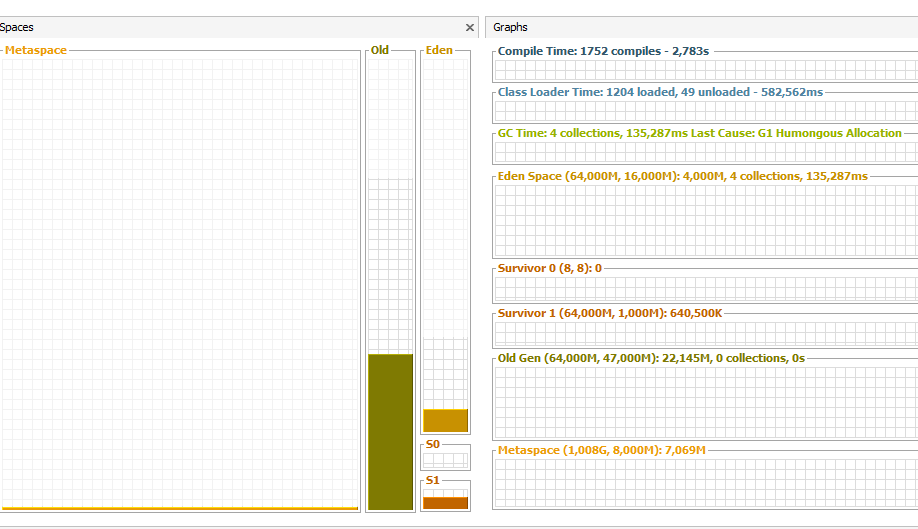 Spaces
Metaspace
Old
Eden
S0
S1
Graphs
Compile Time: 1752 compiles - 2,783s
Class Loader Time: 1204 loaded, 49 unloaded - 582,562ms
GC Time: 4 collections, 135,287ms Last Cause: G1 Humongous Allocation
Eden Space (64,000M, 16,000M): 4,000M, 4 collections, 135,287ms
Survivor 0 (8, 8): 0
Survivor 1 (64,000M, 1,000M): 640,500K
Old Gen (64,000M, 47,000M): 22,145M, 0 collections, 0s
Metaspace (1,008G, 8,000M): 7,069M